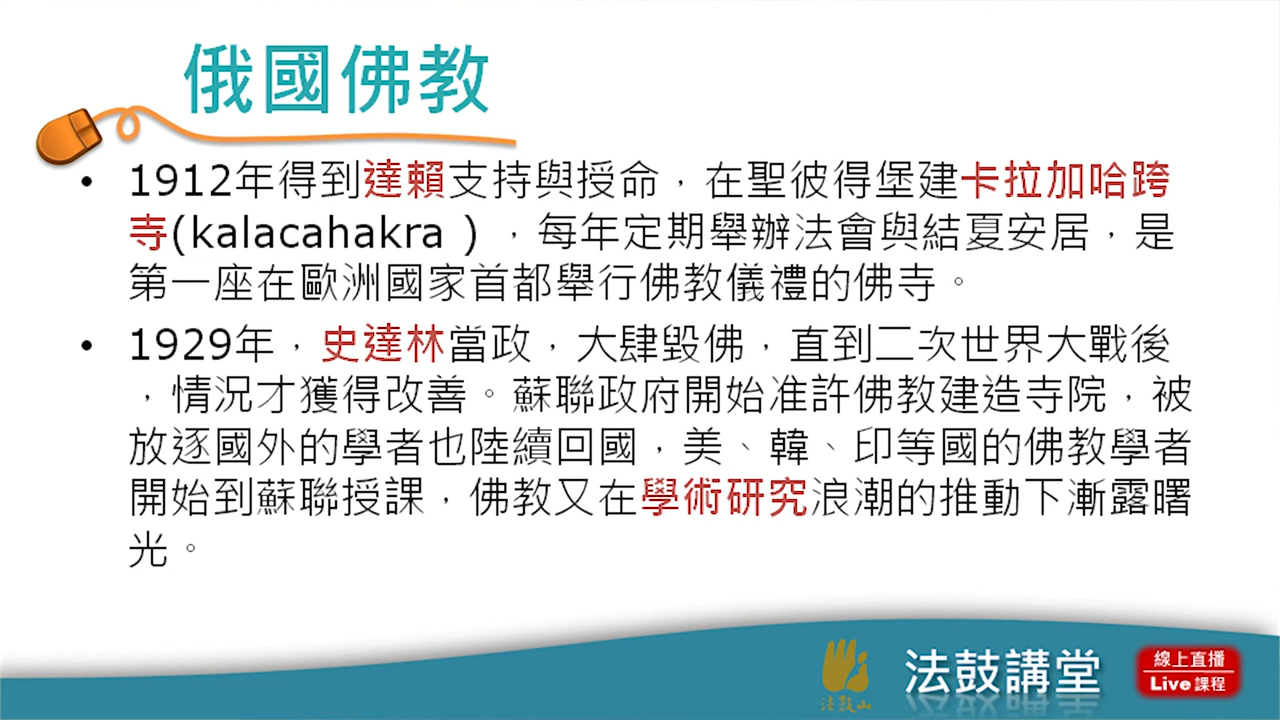 俄國佛教
• 1912年得到達賴支持與授命，在聖彼得堡建卡拉加哈跨
寺(kalacahakra ) ，每年定期舉辦法會與結夏安居，是
第一座在歐洲國家首都舉行佛教儀禮的佛寺。
• 1929年，史達林當政，大肆毀佛，直到二次世界大戰後
，情況才獲得改善。蘇聯政府開始准許佛教建造寺院，被
放逐國外的學者也陸續回國，美、韓、印等國的佛教學者
開始到蘇聯授課，佛教又在學術研究浪潮的推動下漸露曙
光。
法鼓山
法鼓講堂
線上直播
Live 課程